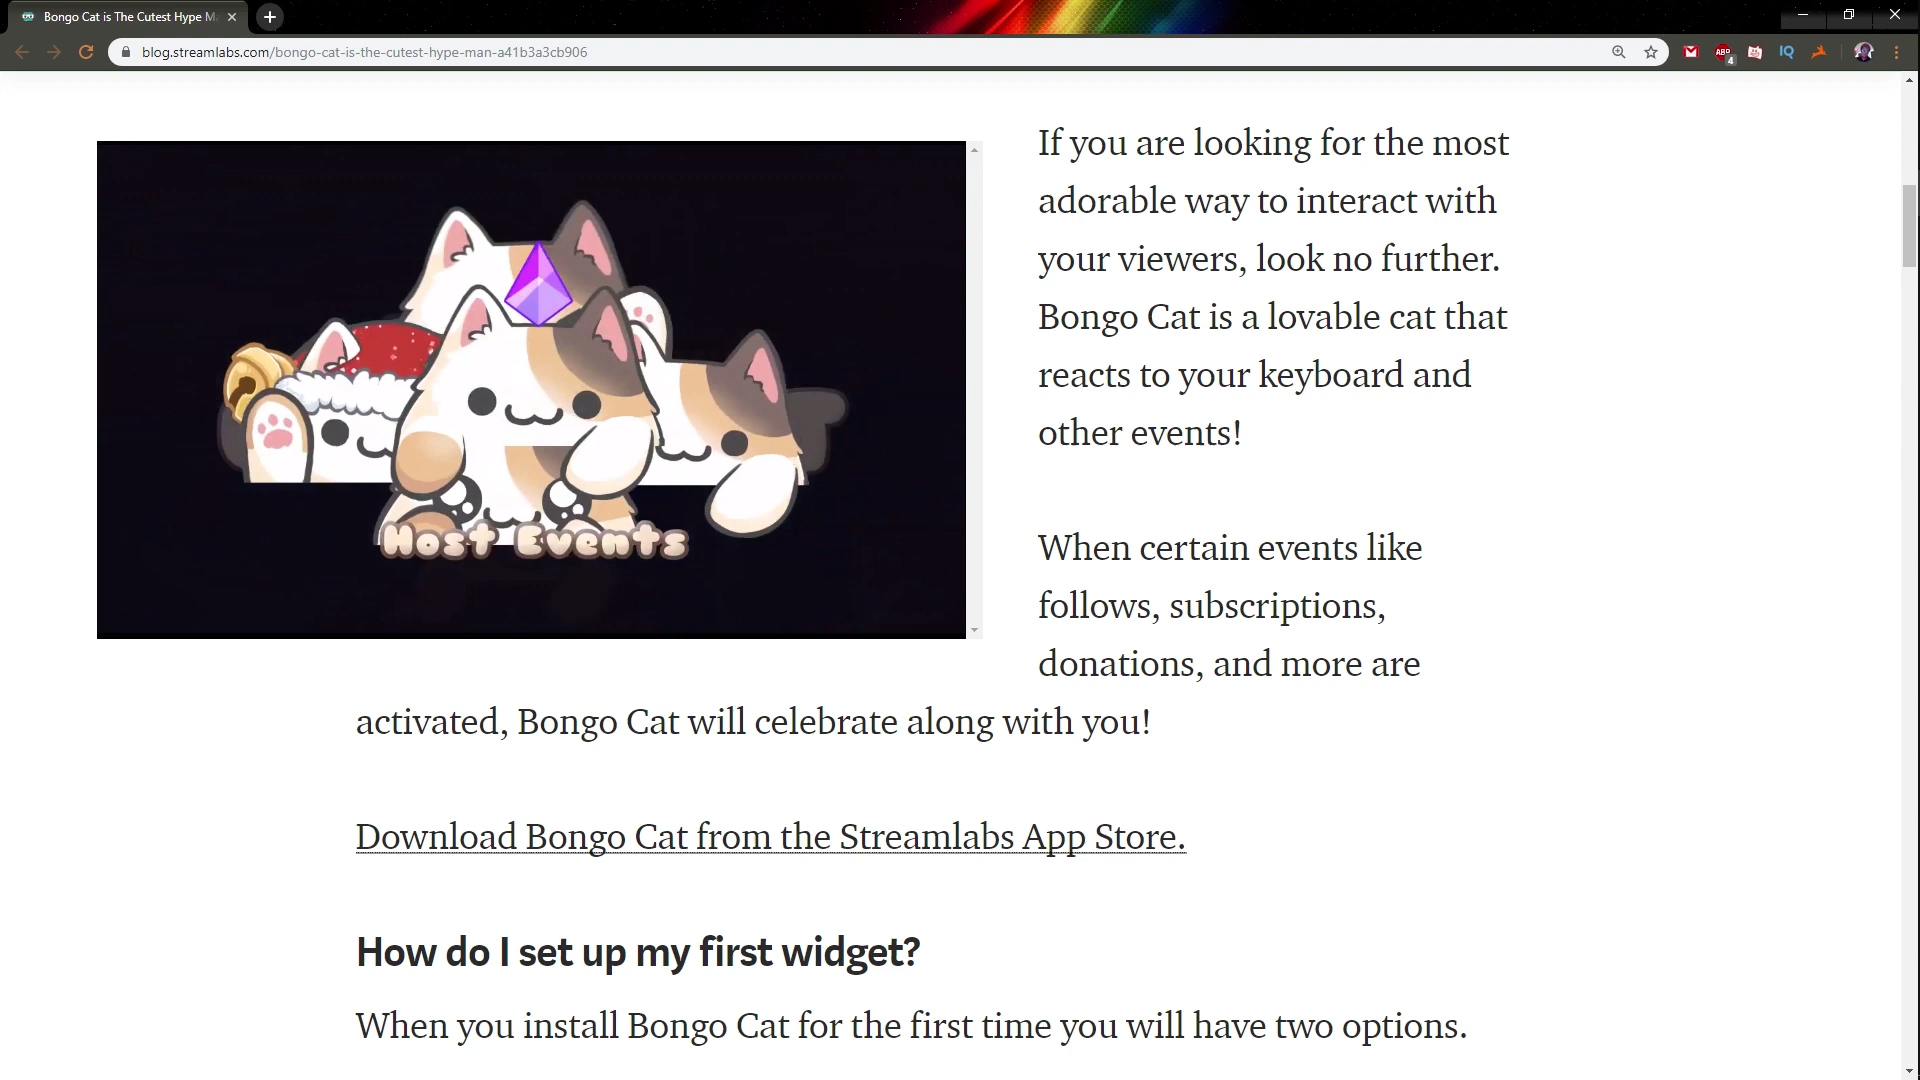 Bongo Cat is The Cutest Hype M
blog.streamlabs.com/bongo-cat-is-the-cutest-hype-man-a41b3a3cb906
ABP
4
IQ
If you are looking for the most
adorable way to interact with
your viewers, look no further.
Bongo Cat is a lovable cat that
reacts to your keyboard and
other events!
Host Events
When certain events like
follows, subscriptions,
donations, and more are
activated, Bongo Cat will celebrate along with you!
Download Bongo Cat from the Streamlabs App Store.
How do I set up my first widget?
When you install Bongo Cat for the first time you will have two options.